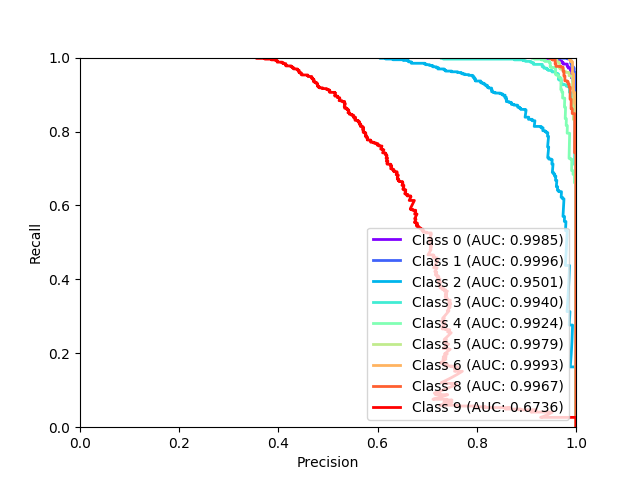 1.0
0.8
0.6
0.4
0.2
0.0
Recall
Class 0 (AUC: 0.9985)
Class 1 (AUC: 0.9996)
Class 2 (AUC: 0.9501)
Class 3 (AUC: 0.9940)
Class 4 (AUC: 0.9924)
Class 5 (AUC: 0.9979)
Class 6 (AUC: 0.9993)
Class 8 (AUC: 0.9967)
Class 9 (AUC: 0.6736)
0.0 0.2 0.4 0.6 0.8 1.0
Precision